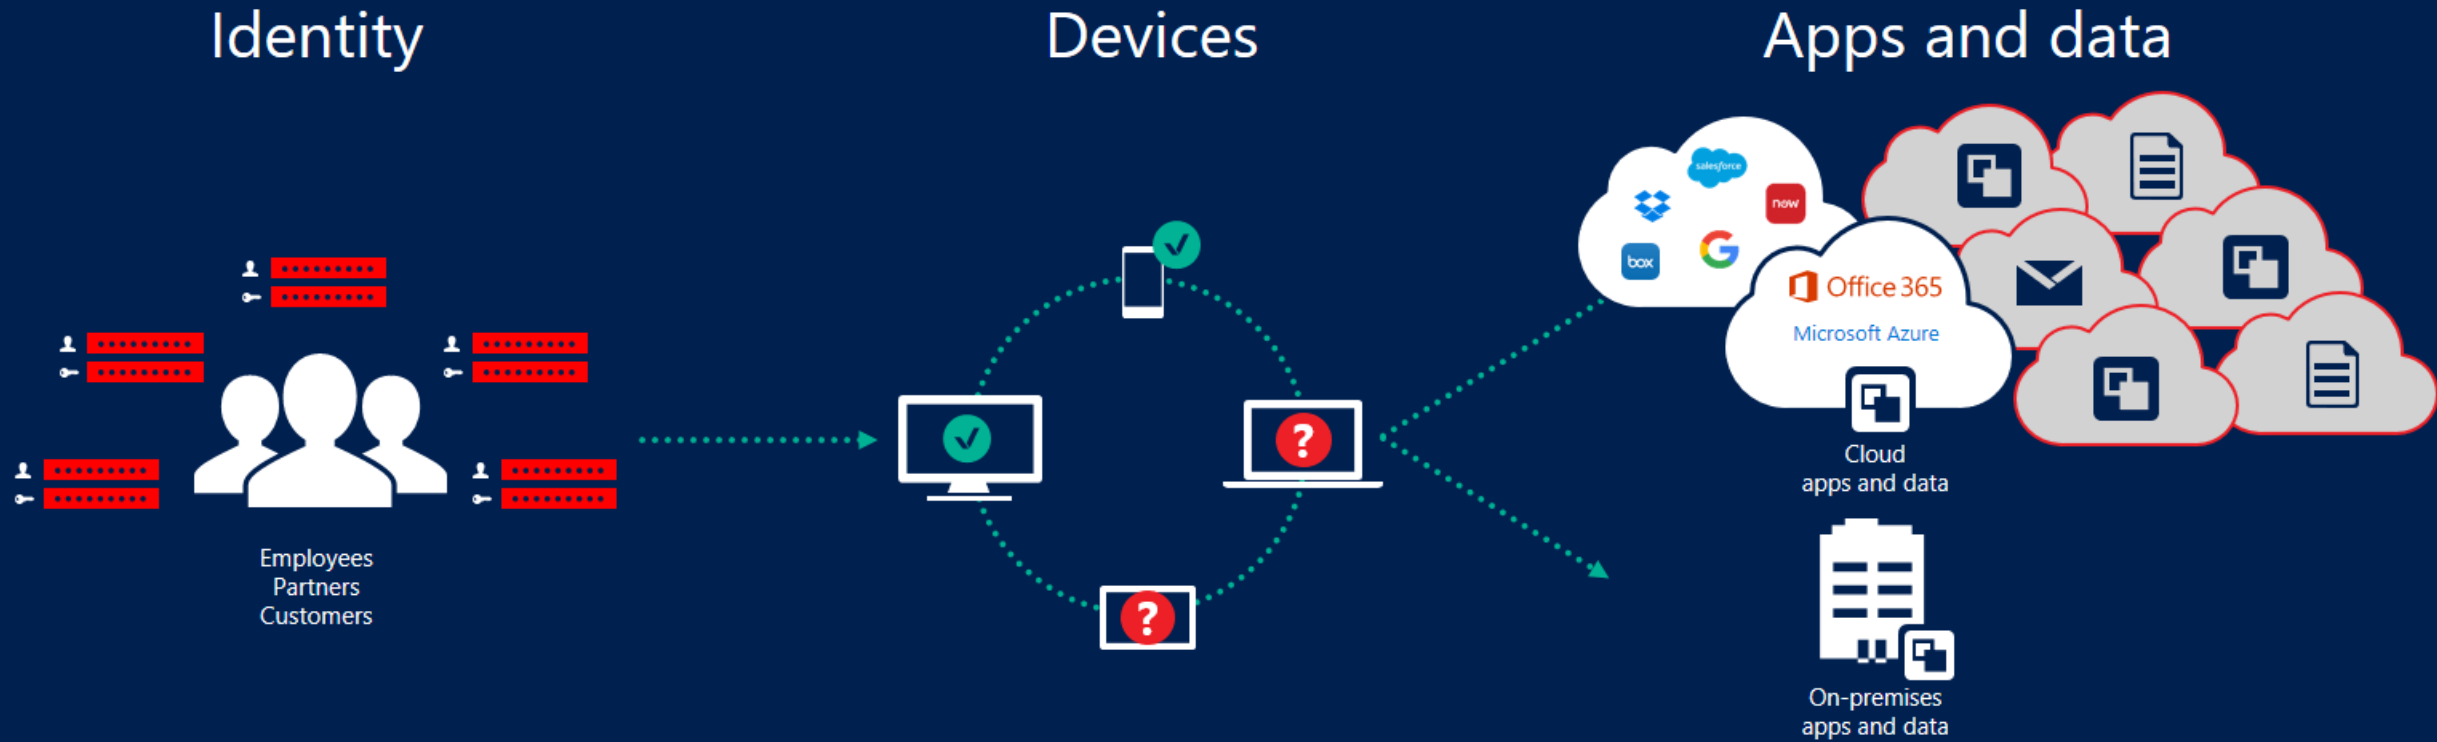 Identity
Devices
Apps and data
salesforce
now
box
Office 365
Microsoft Azure
?
?
Employees
Partners
Customers
Cloud
apps and data
On-premises
apps and data